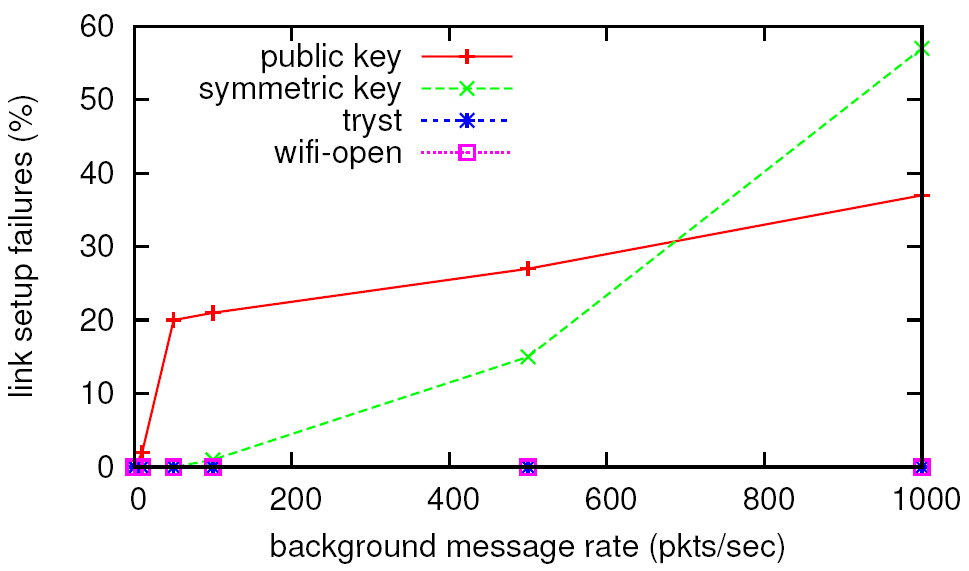 60
50
40
30
20
10
0
link setup failures (%)
public key
symmetric key
tryst
wifi-open
0 200 400 600 800 1000
background message rate (pkts/sec)